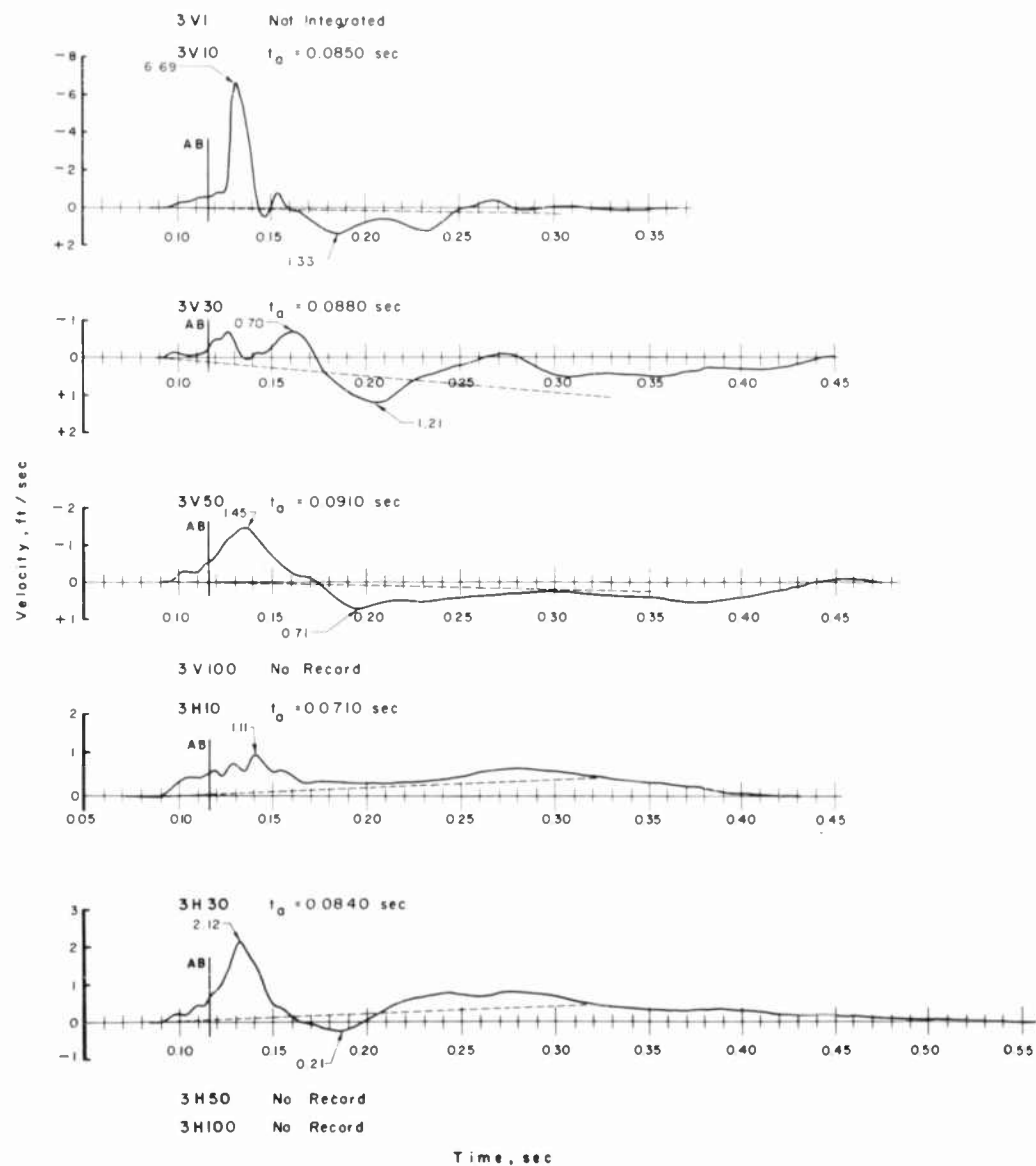 3V1 Not Integrated
3V10 t_a = 0.0850 sec
6.69
-8
-6
-4
-2
0
+2
AB
0.10 0.15 0.20 0.25 0.30 0.35
1.33
3V30 t_a = 0.0880 sec
AB 0.70
-1
0
+1
+2
0.10 0.15 0.20 0.25 0.30 0.35 0.40 0.45
1.21
3V50 t_a = 0.0910 sec
AB 1.45
-2
-1
0
+1
0.10 0.15 0.20 0.25 0.30 0.35 0.40 0.45
0.71
Velocity, ft/sec
3V100 No Record
3H10 t_a = 0.0710 sec
1.11
AB
2
1
0
0.05 0.10 0.15 0.20 0.25 0.30 0.35 0.40 0.45
3H30 t_a = 0.0840 sec
2.12
AB
3
2
1
0
-1
0.10 0.15 0.20 0.25 0.30 0.35 0.40 0.45 0.50 0.55
0.21
3H50 No Record
3H100 No Record
Time, sec